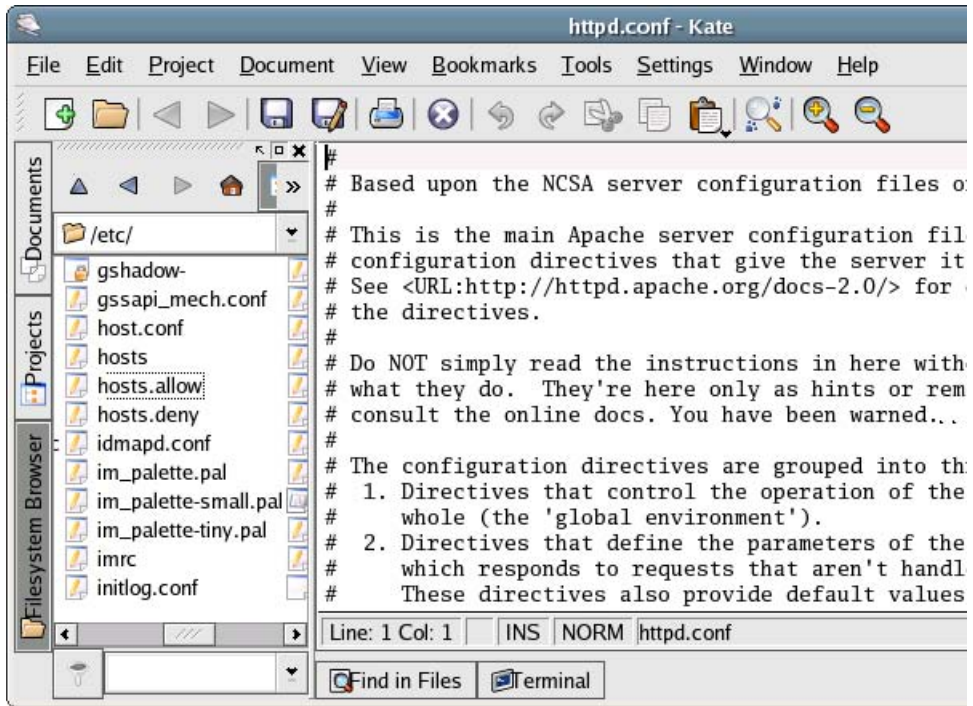 httpd.conf - Kate
File Edit Project Document View Bookmarks Tools Settings Window Help
Documents
Projects
Filesystem Browser
/etc/
gshadow-
gssapi_mech.conf
host.conf
hosts
hosts.allow
hosts.deny
idmapd.conf
im_palette.pal
im_palette-small.pal
im_palette-tiny.pal
imrc
initlog.conf
#
# Based upon the NCSA server configuration files
#
# This is the main Apache server configuration
# configuration directives that give the server
# See <URL:http://httpd.apache.org/docs-2.0/> for
# the directives.
#
# Do NOT simply read the instructions in here
# what they do. They're here only as hints or
# consult the online docs. You have been warned..
#
# The configuration directives are grouped into
# 1. Directives that control the operation of the
# whole (the 'global environment').
# 2. Directives that define the parameters of the
# which responds to requests that aren't
# These directives also provide default values
Line: 1 Col: 1 INS NORM httpd.conf
Find in Files Terminal